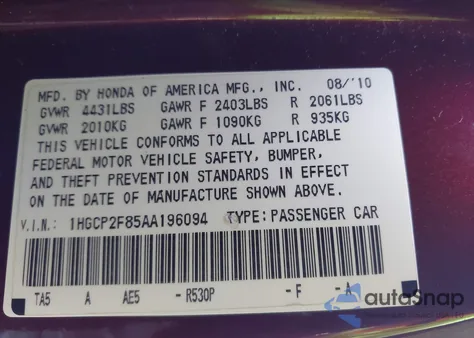 MFD. BY HONDA OF AMERICA MFG., INC. 08/'10
GVWR 4431LBS GAWR F 2403LBS R 2061LBS
GVWR 2010KG GAWR F 1090KG R 935KG
THIS VEHICLE CONFORMS TO ALL APPLICABLE
FEDERAL MOTOR VEHICLE SAFETY, BUMPER,
AND THEFT PREVENTION STANDARDS IN EFFECT
ON THE DATE OF MANUFACTURE SHOWN ABOVE.
V.I.N.: 1HGCP2F85AA196094 TYPE:PASSENGER CAR
TA5 A AE5 -R530P -F -A
autoSnap